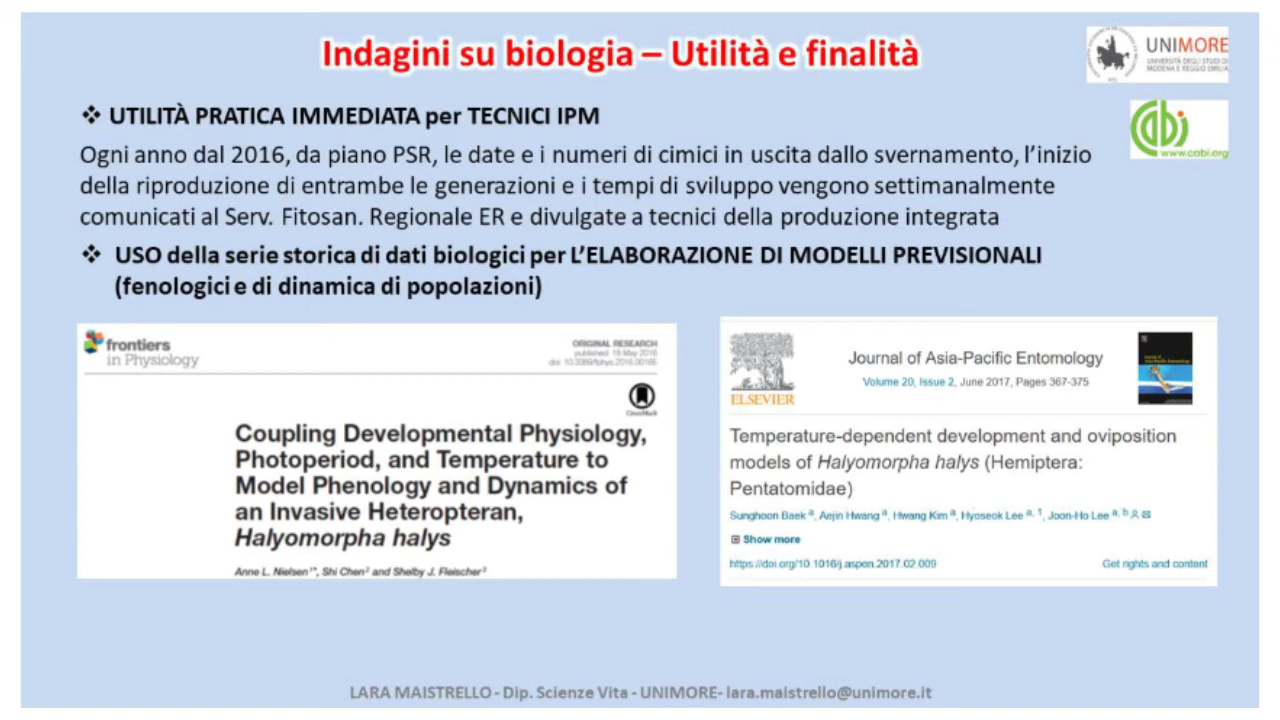 Indagini su biologia – Utilità e finalità
UNIMORE
UNIVERSITÀ DEGLI STUDI DI
MODENA E REGGIO EMILIA
cabi
www.cabi.org
❖ UTILITÀ PRATICA IMMEDIATA per TECNICI IPM
Ogni anno dal 2016, da piano PSR, le date e i numeri di cimici in uscita dallo svernamento, l'inizio
della riproduzione di entrambe le generazioni e i tempi di sviluppo vengono settimanalmente
comunicati al Serv. Fitosan. Regionale ER e divulgate a tecnici della produzione integrata
❖ USO della serie storica di dati biologici per L'ELABORAZIONE DI MODELLI PREVISIONALI
(fenologici e di dinamica di popolazioni)
frontiers
in Physiology
ORIGINAL RESEARCH
published: 18 May 2016
doi: 10.3389/fphys.2016.00165
CrossMark
Coupling Developmental Physiology,
Photoperiod, and Temperature to
Model Phenology and Dynamics of
an Invasive Heteropteran,
Halyomorpha halys
Anne L. Nielsen¹*, Shi Chen² and Shelby J. Fleischer³
ELSEVIER
Journal of Asia-Pacific Entomology
Volume 20, Issue 2, June 2017, Pages 367-375
Temperature-dependent development and oviposition
models of Halyomorpha halys (Hemiptera:
Pentatomidae)
Sunghoon Baek ª, Aejin Hwang ª, Hwang Kim ª, Hyoseok Lee ª, ¹, Joon-Ho Lee ª, ᵇ
Show more
https://doi.org/10.1016/j.aspen.2017.02.009
Get rights and content
LARA MAISTRELLO - Dip. Scienze Vita - UNIMORE- lara.maistrello@unimore.it